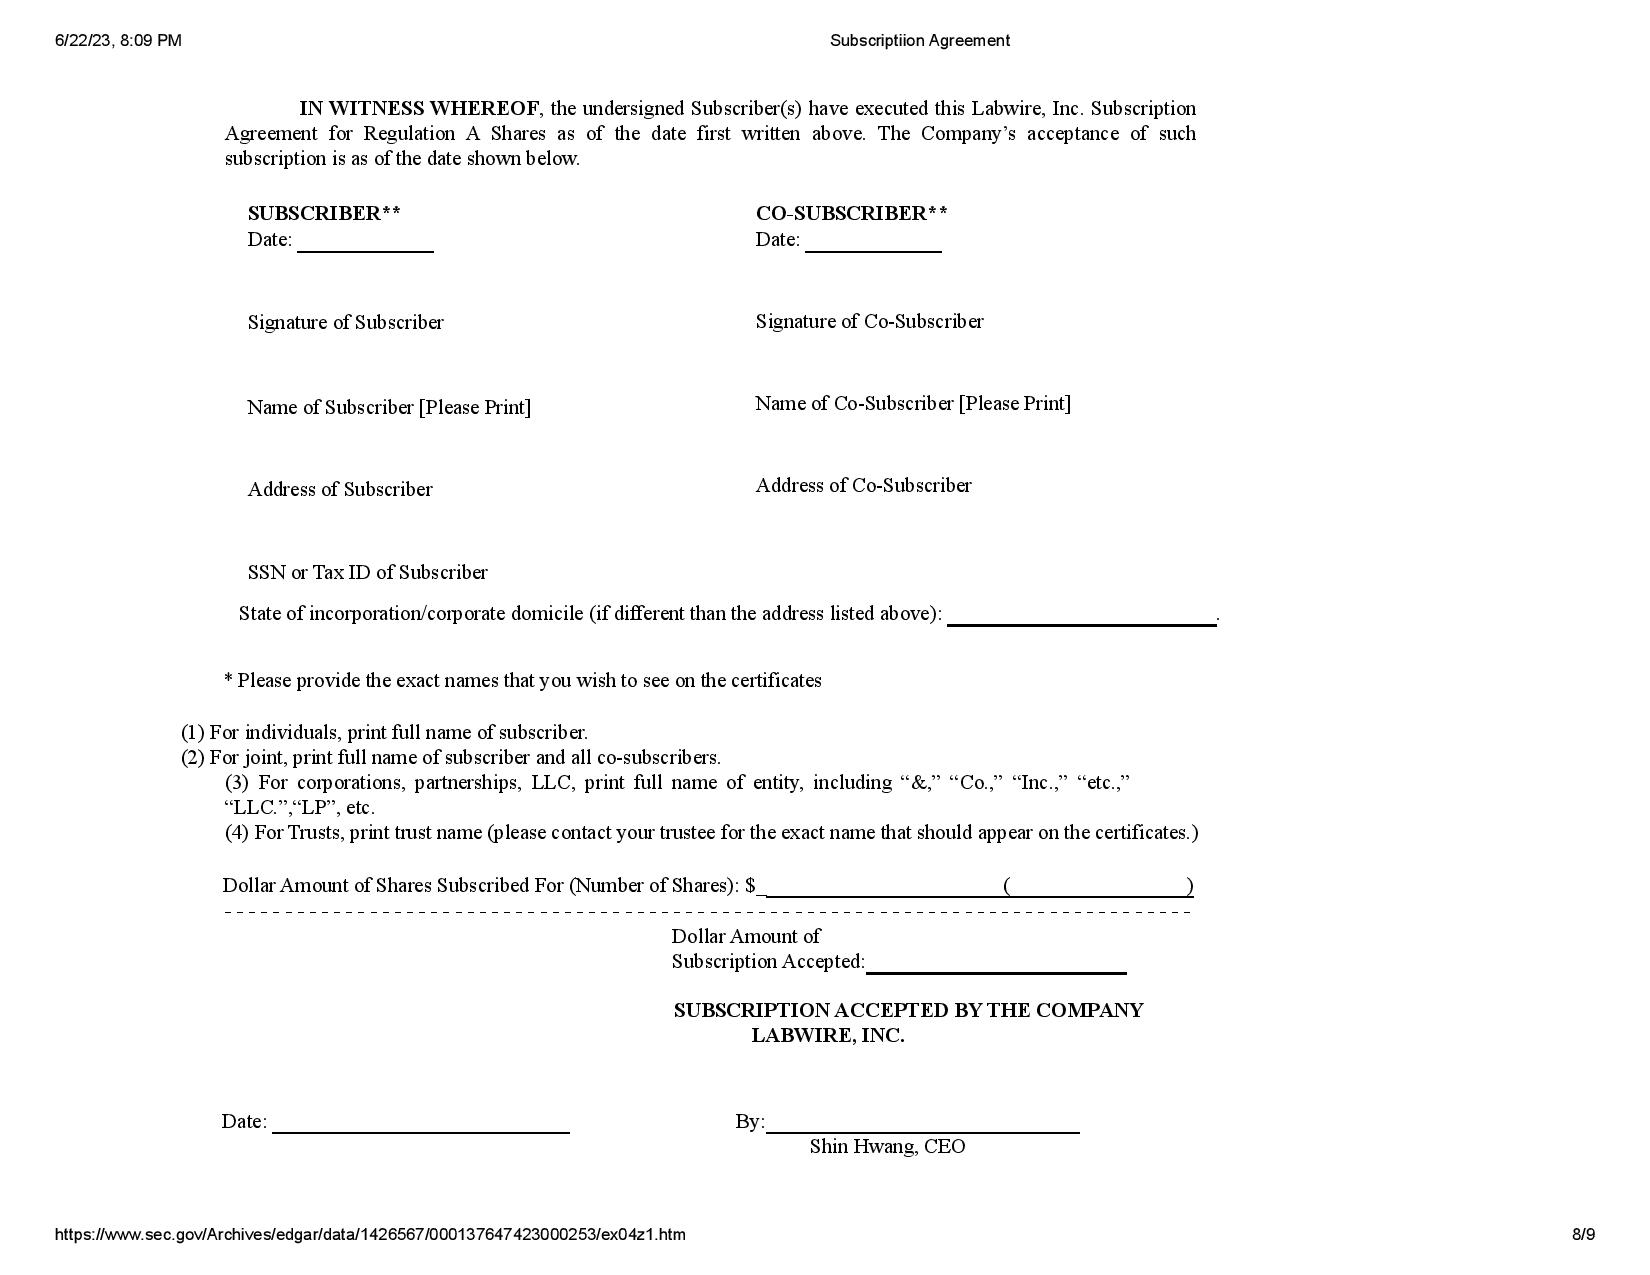 6/22/23, 8:09 PM
Subscriptiion Agreement
IN WITNESS WHEREOF, the undersigned Subscriber(s) have executed this Labwire, Inc. Subscription
Agreement for Regulation A Shares as of the date first written above. The Company’s acceptance of such
subscription is as of the date shown below.
SUBSCRIBER**
CO-SUBSCRIBER**
Date: ______________
Date: ______________
Signature of Subscriber
Signature of Co-Subscriber
Name of Subscriber [Please Print]
Name of Co-Subscriber [Please Print]
Address of Subscriber
Address of Co-Subscriber
SSN or Tax ID of Subscriber
State of incorporation/corporate domicile (if different than the address listed above): ___________________________.
* Please provide the exact names that you wish to see on the certificates
(1) For individuals, print full name of subscriber.
(2) For joint, print full name of subscriber and all co-subscribers.
(3) For corporations, partnerships, LLC, print full name of entity, including “&,” “Co.,” “Inc.,” “etc.,”
“LLC.”,“LP”, etc.
(4) For Trusts, print trust name (please contact your trustee for the exact name that should appear on the certificates.)
Dollar Amount of Shares Subscribed For (Number of Shares): $_________________________(__________________)
Dollar Amount of
Subscription Accepted:__________________________
SUBSCRIPTION ACCEPTED BY THE COMPANY
LABWIRE, INC.
Date: ______________________________
By:________________________________
Shin Hwang, CEO
https://www.sec.gov/Archives/edgar/data/1426567/000137647423000253/ex04z1.htm
8/9